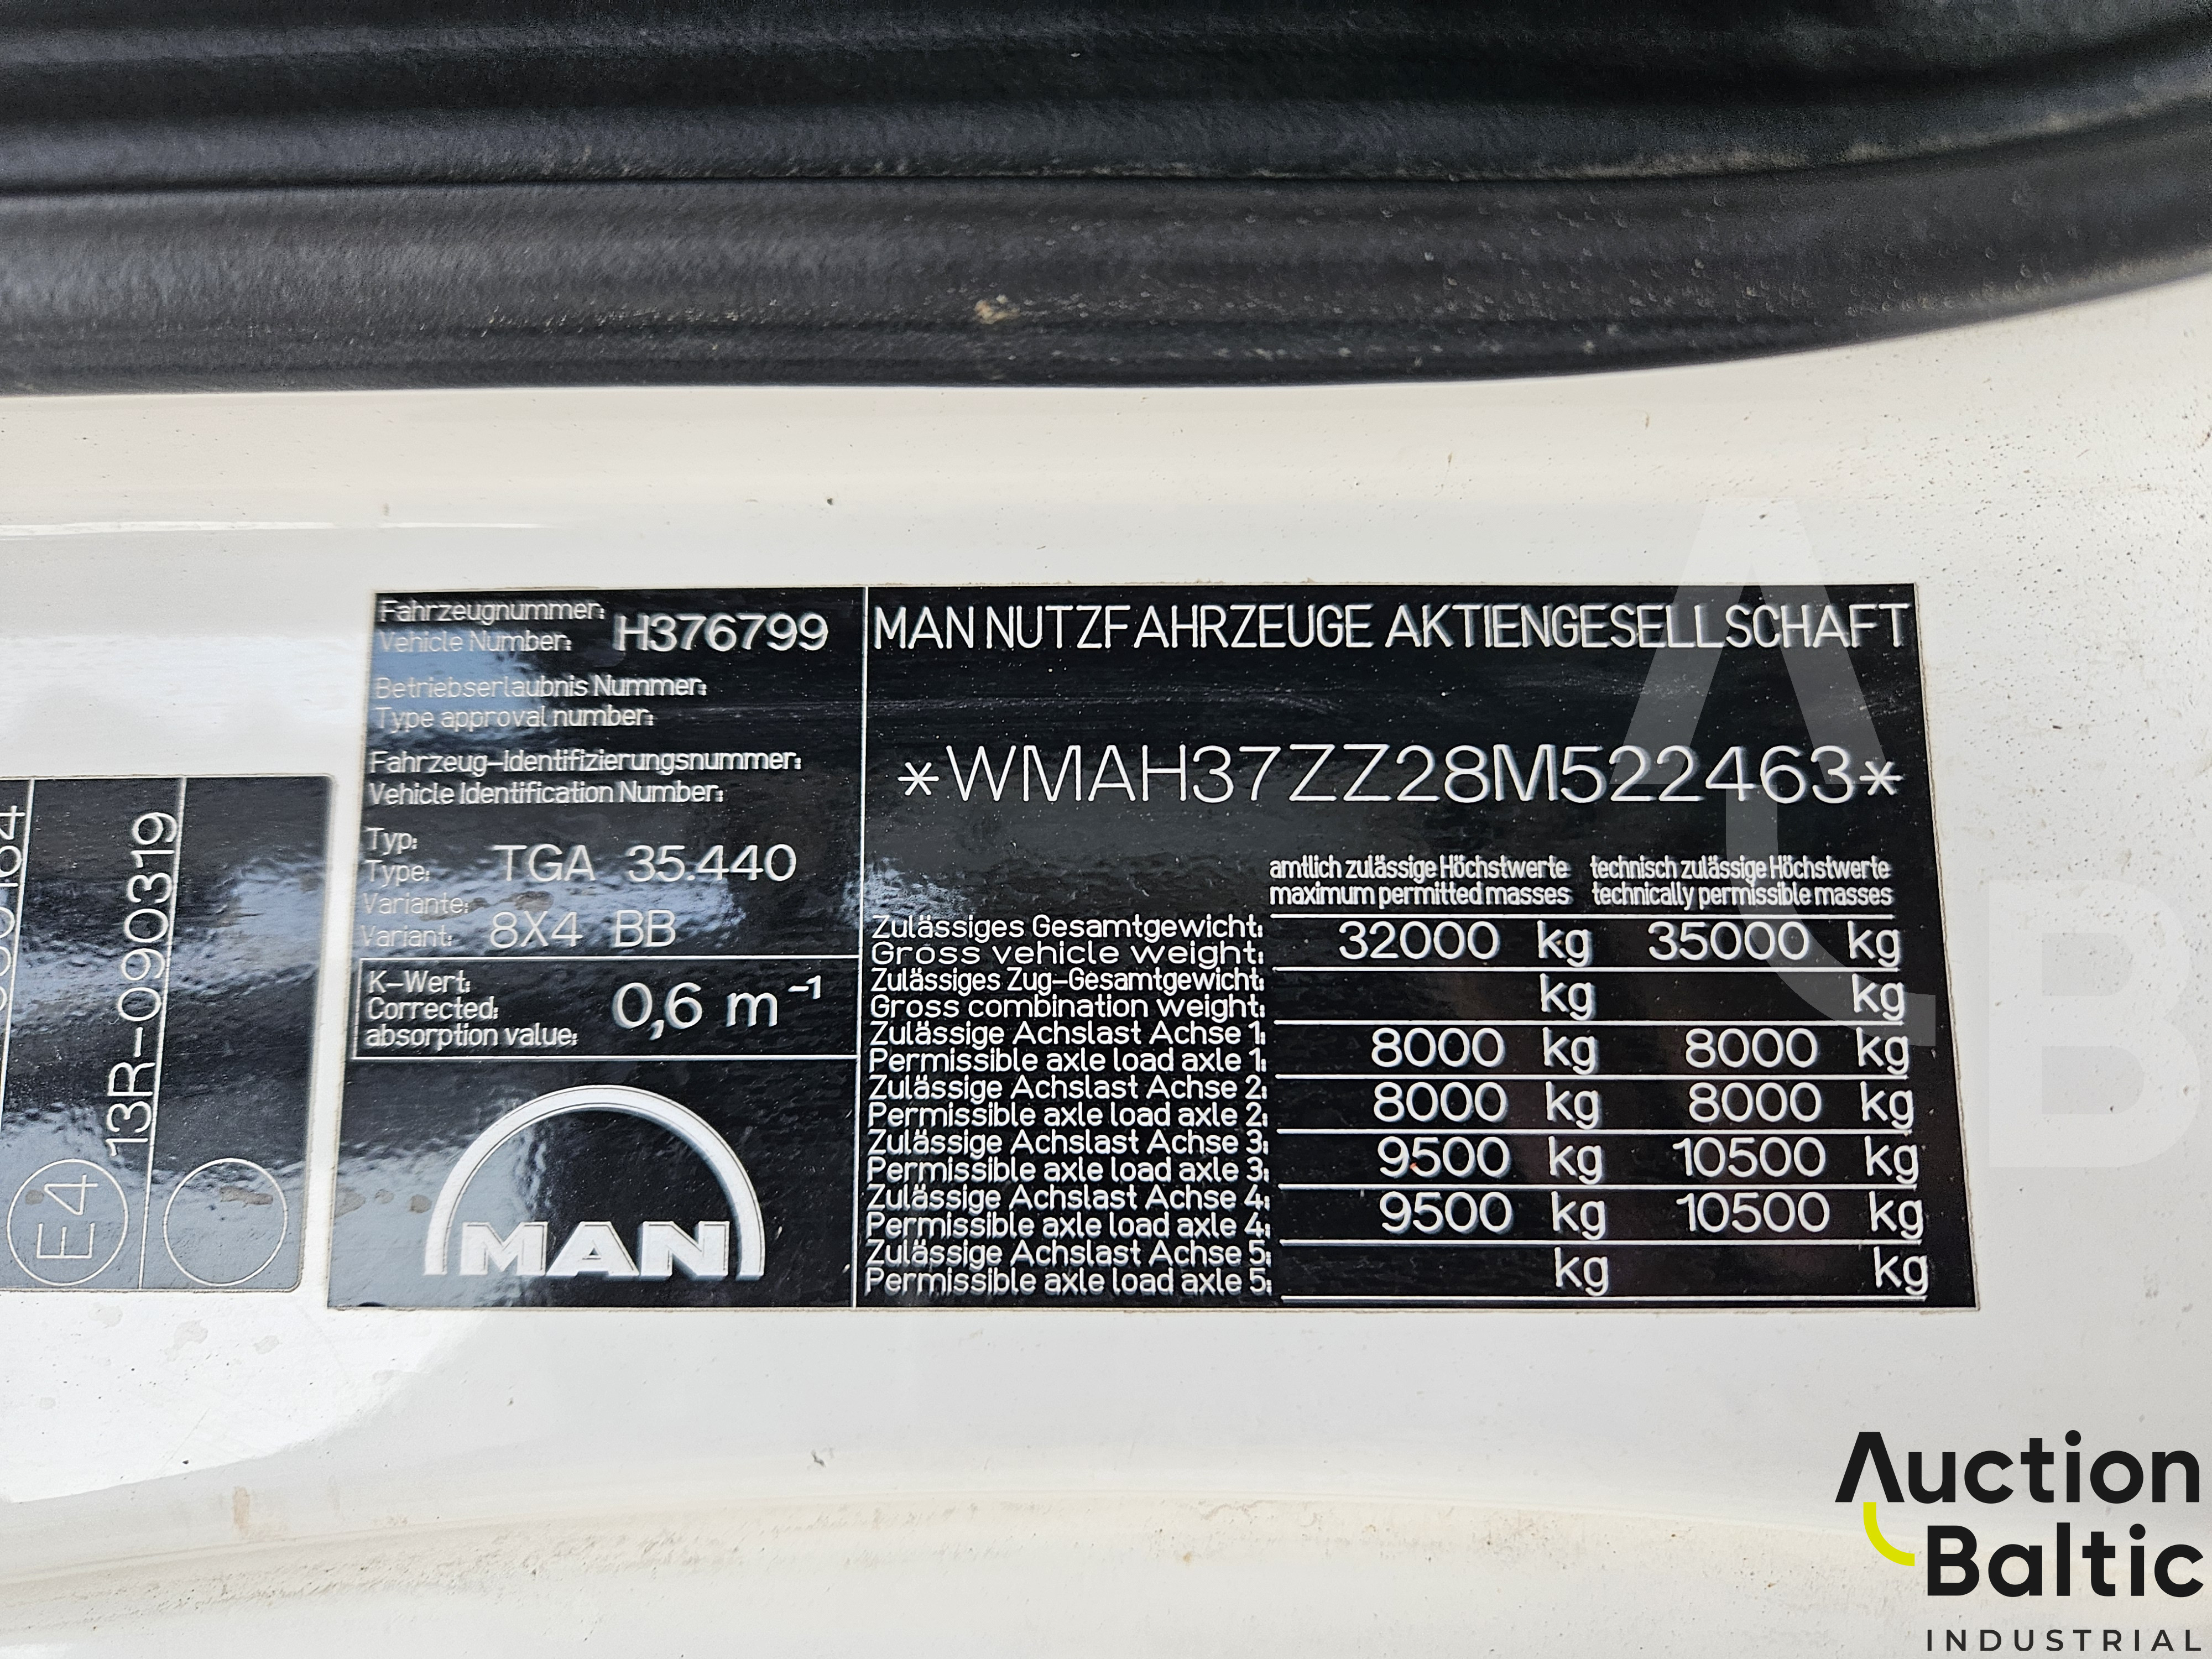 13R-090319
E4
Fahrzeugnummer:
Vehicle Number: H376799
Betriebserlaubnis Nummer:
Type approval number:
Fahrzeug-Identifizierungsnummer:
Vehicle Identification Number:
Typ:
Type: TGA 35.440
Variante:
Variant: 8X4 BB
K-Wert:
Corrected:
absorption value: 0,6 m⁻¹
MAN
MAN NUTZFAHRZEUGE AKTIENGESELLSCHAFT
*WMAH37ZZ28M522463*
amtlich zulässige Höchstwerte technisch zulässige Höchstwerte
maximum permitted masses technically permissible masses
Zulässiges Gesamtgewicht:
Gross vehicle weight: 32000 kg 35000 kg
Zulässiges Zug-Gesamtgewicht:
Gross combination weight: kg kg
Zulässige Achslast Achse 1:
Permissible axle load axle 1: 8000 kg 8000 kg
Zulässige Achslast Achse 2:
Permissible axle load axle 2: 8000 kg 8000 kg
Zulässige Achslast Achse 3:
Permissible axle load axle 3: 9500 kg 10500 kg
Zulässige Achslast Achse 4:
Permissible axle load axle 4: 9500 kg 10500 kg
Zulässige Achslast Achse 5:
Permissible axle load axle 5: kg kg
Auction
Baltic
INDUSTRIAL